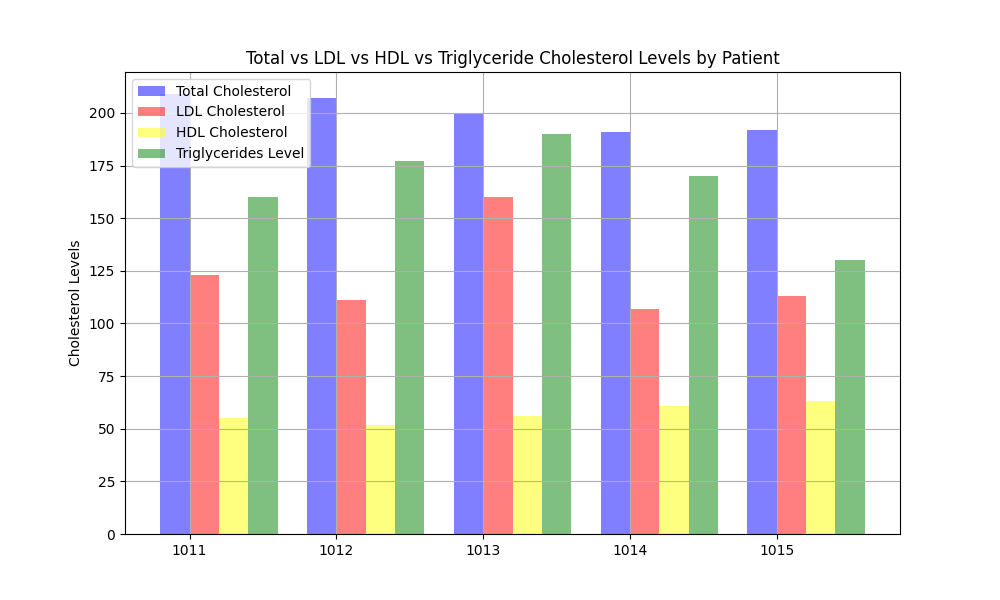 Total vs LDL vs HDL vs Triglyceride Cholesterol Levels by Patient
Total Cholesterol
LDL Cholesterol
HDL Cholesterol
Triglycerides Level
Cholesterol Levels
200
175
150
125
100
75
50
25
0
1011 1012 1013 1014 1015